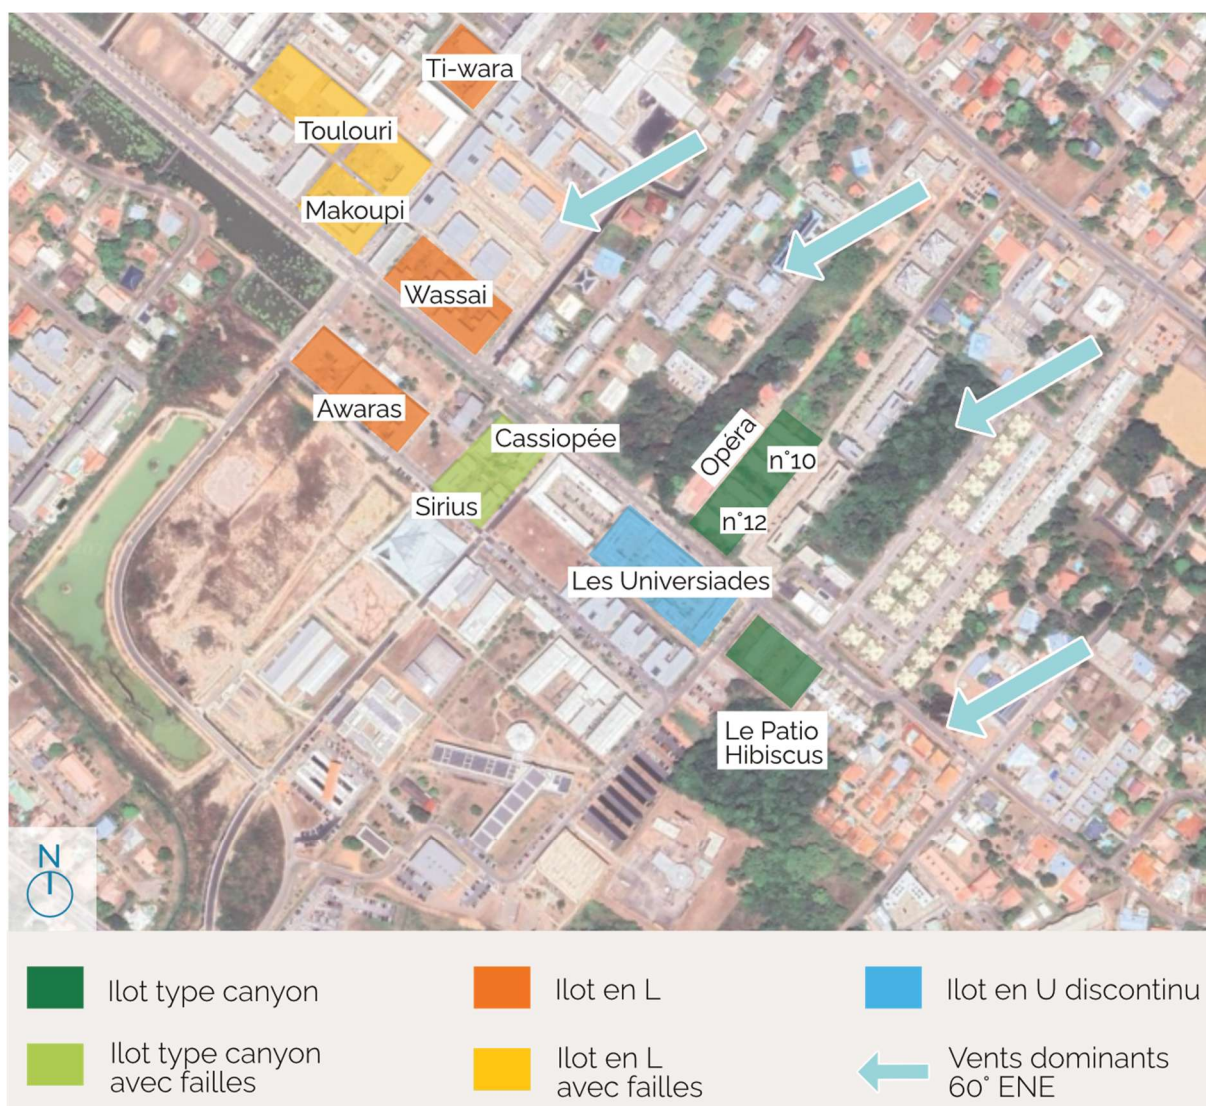 Ti-wara
Toulouri
Makoupi
Wassai
Awaras
Cassiopée
Sirius
Opéra
n°10
n°12
Les Universiades
Le Patio
Hibiscus
N
Ilot type canyon
Ilot en L
Ilot en U discontinu
Ilot type canyon
avec failles
Ilot en L
avec failles
Vents dominants
60° ENE